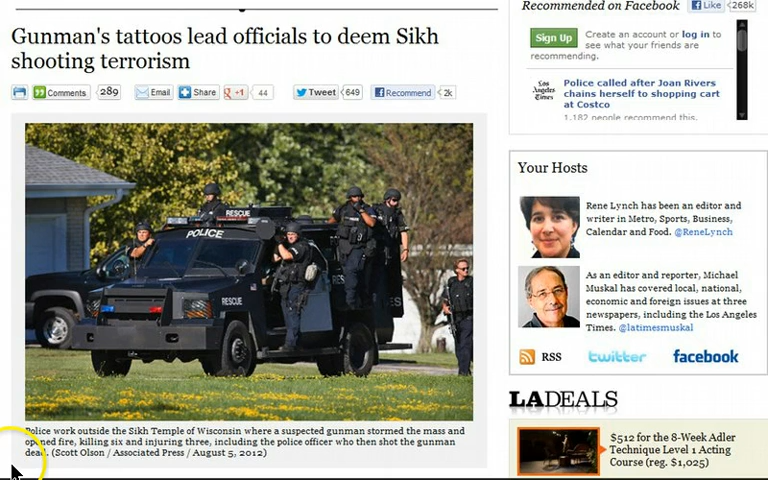 Recommended on Facebook
Like
268k
Gunman's tattoos lead officials to deem Sikh
shooting terrorism
Comments
289
Email
Share
+1
44
Tweet
649
Recommend
2k
Sign Up
Create an account or log in to
see what your friends are
recommending.
Los
Angeles
Times
Police called after Joan Rivers
chains herself to shopping cart
at Costco
1,182 people recommend this.
POLICE
RESCUE
RESCUE
RESCUE
Police work outside the Sikh Temple of Wisconsin where a suspected gunman stormed the mass and
opened fire, killing six and injuring three, including the police officer who then shot the gunman
dead. (Scott Olson / Associated Press / August 5, 2012)
Your Hosts
Rene Lynch has been an editor and
writer in Metro, Sports, Business,
Calendar and Food. @ReneLynch
As an editor and reporter, Michael
Muskal has covered local, national,
economic and foreign issues at three
newspapers, including the Los Angeles
Times. @latimesmuskal
RSS
twitter
facebook
LADEALS
$512 for the 8-Week Adler
Technique Level 1 Acting
Course (reg. $1,025)